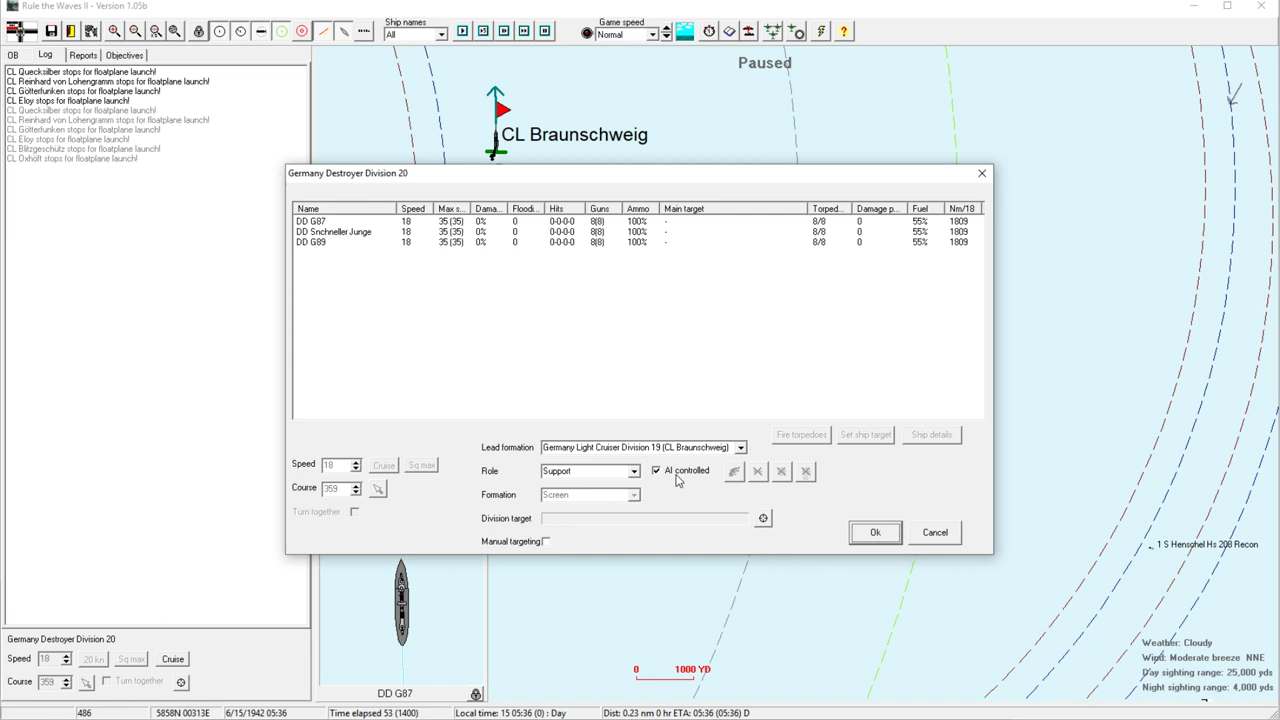 Rule the Waves II - Version 1.05b
Ship names
All
Game speed
Normal
OB Log Reports Objectives
CL Quecksilber stops for floatplane launch!
CL Reinhard von Lohengramm stops for floatplane launch!
CL Götterfunken stops for floatplane launch!
CL Eloy stops for floatplane launch!
CL Quecksilber stops for floatplane launch!
CL Reinhard von Lohengramm stops for floatplane launch!
CL Götterfunken stops for floatplane launch!
CL Eloy stops for floatplane launch!
CL Blitzgeschütz stops for floatplane launch!
CL Oxhöft stops for floatplane launch!
Paused
CL Braunschweig
Germany Destroyer Division 20
Name Speed Max s... Dama... Floodi... Hits Guns Ammo Main target Torped... Damage p... Fuel Nm/18
DD G87 18 35 (35) 0% 0 0-0-0-0 8(8) 100% - 8/8 0 55% 1809
DD Snchneller Junge 18 35 (35) 0% 0 0-0-0-0 8(8) 100% - 8/8 0 55% 1809
DD G89 18 35 (35) 0% 0 0-0-0-0 8(8) 100% - 8/8 0 55% 1809
Fire torpedoes Set ship target Ship details
Lead formation Germany Light Cruiser Division 19 (CL Braunschweig)
Speed 18 Cruise Sq max
Role Support AI controlled
Course 359
Formation Screen
Turn together
Division target
Manual targeting
Ok Cancel
1 S Henschel Hs 208 Recon
Germany Destroyer Division 20
Speed 18 20 kn Sq max Cruise
Course 359 Turn together
DD G87
0 1000 YD
Weather: Cloudy
Wind: Moderate breeze NNE
Day sighting range: 25,000 yds
Night sighting range: 4,000 yds
486 5858N 00313E 6/15/1942 05:36 Time elapsed 53 (1400) Local time: 15 05:36 (0) : Day Dist: 0.23 nm 0 hr ETA: 05:36 (05:36) D